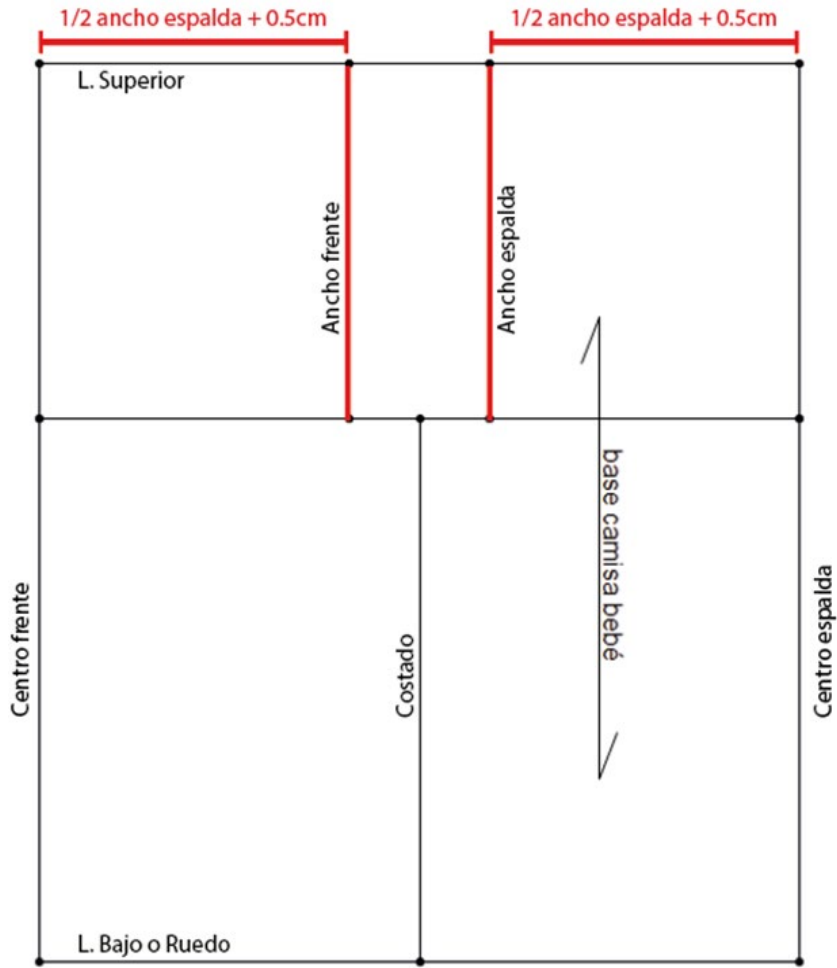 1/2 ancho espalda + 0.5cm
1/2 ancho espalda + 0.5cm
L. Superior
Ancho frente
Ancho espalda
base camisa bebé
Centro frente
Costado
Centro espalda
L. Bajo o Ruedo